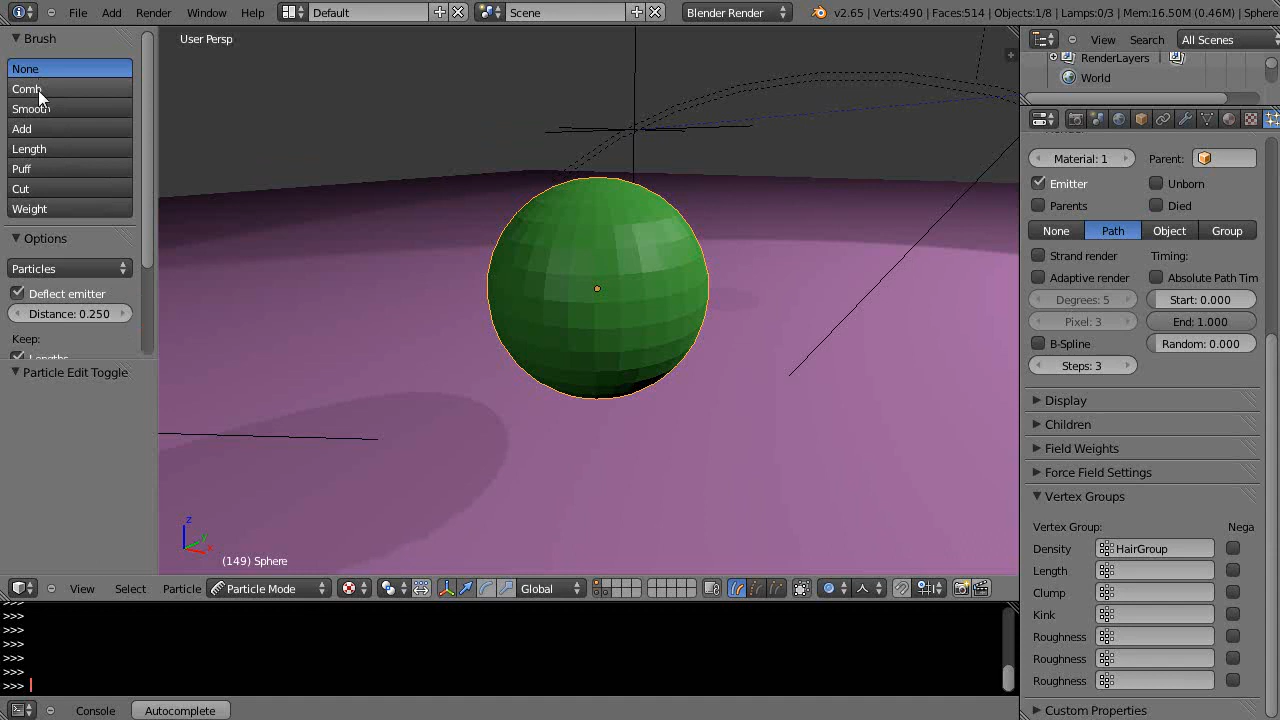 File Add Render Window Help Default Scene Blender Render v2.65 | Verts:490 | Faces:514 | Objects:1/8 | Lamps:0/3 | Mem:16.50M (0.46M) | Sphere
Brush
None
Comb
Smooth
Add
Length
Puff
Cut
Weight
Options
Particles
Deflect emitter
Distance: 0.250
Keep:
Lengths
Particle Edit Toggle
User Persp
z
y
x
(149) Sphere
View Select Particle Particle Mode Global
>>>
>>>
>>>
>>>
>>>
>>>
>>>
Console Autocomplete
View Search All Scenes
RenderLayers
World
Material: 1 Parent:
Emitter Unborn
Parents Died
None Path Object Group
Strand render Timing:
Adaptive render Absolute Path Tim
Degrees: 5 Start: 0.000
Pixel: 3 End: 1.000
B-Spline Random: 0.000
Steps: 3
Display
Children
Field Weights
Force Field Settings
Vertex Groups
Vertex Group: Nega
Density HairGroup
Length
Clump
Kink
Roughness
Roughness
Roughness
Custom Properties